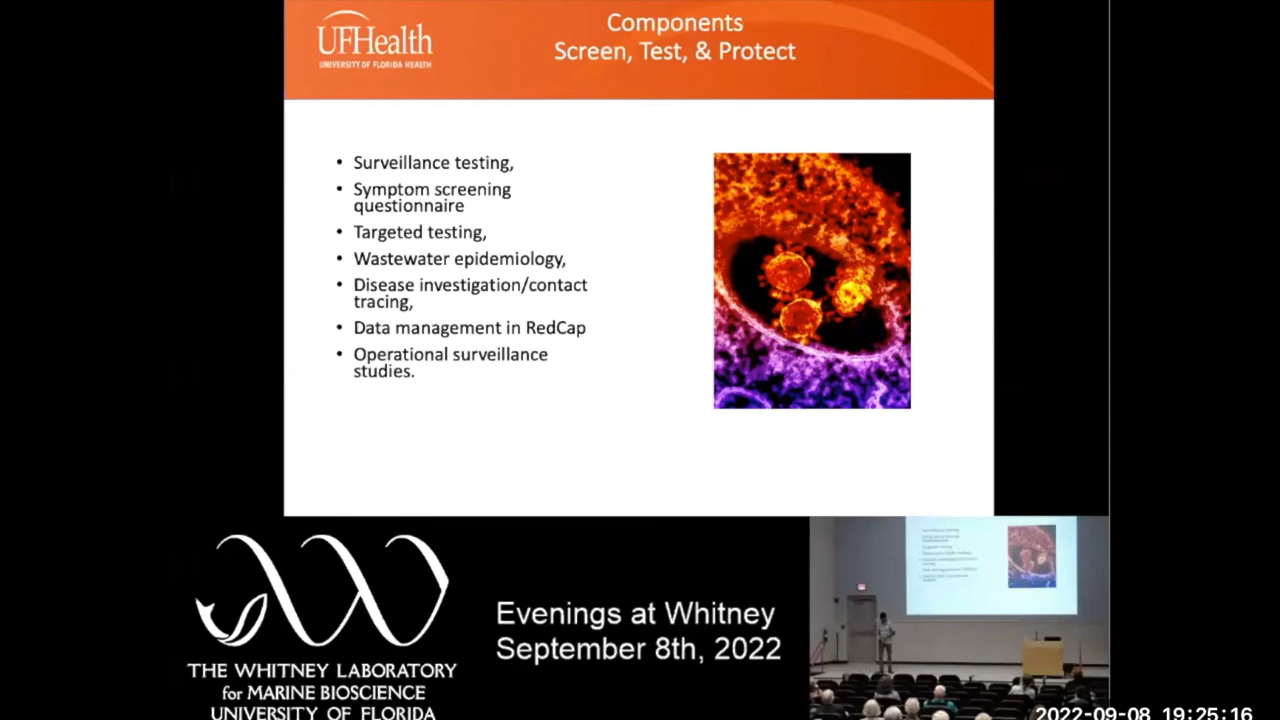 UFHealth
UNIVERSITY OF FLORIDA HEALTH
Components
Screen, Test, & Protect
• Surveillance testing,
• Symptom screening
questionnaire
• Targeted testing,
• Wastewater epidemiology,
• Disease investigation/contact
tracing,
• Data management in RedCap
• Operational surveillance
studies.
THE WHITNEY LABORATORY
for MARINE BIOSCIENCE
UNIVERSITY OF FLORIDA
Evenings at Whitney
September 8th, 2022
2022-09-08 19:25:16